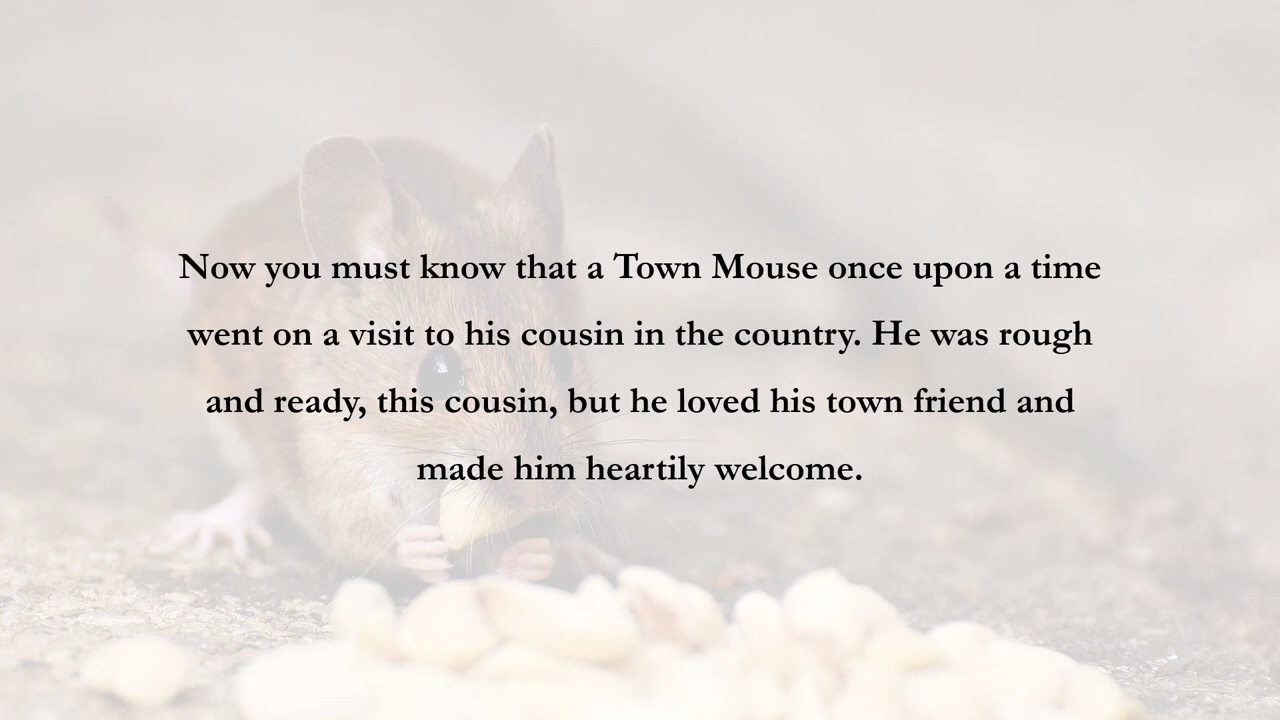 Now you must know that a Town Mouse once upon a time
went on a visit to his cousin in the country. He was rough
and ready, this cousin, but he loved his town friend and
made him heartily welcome.